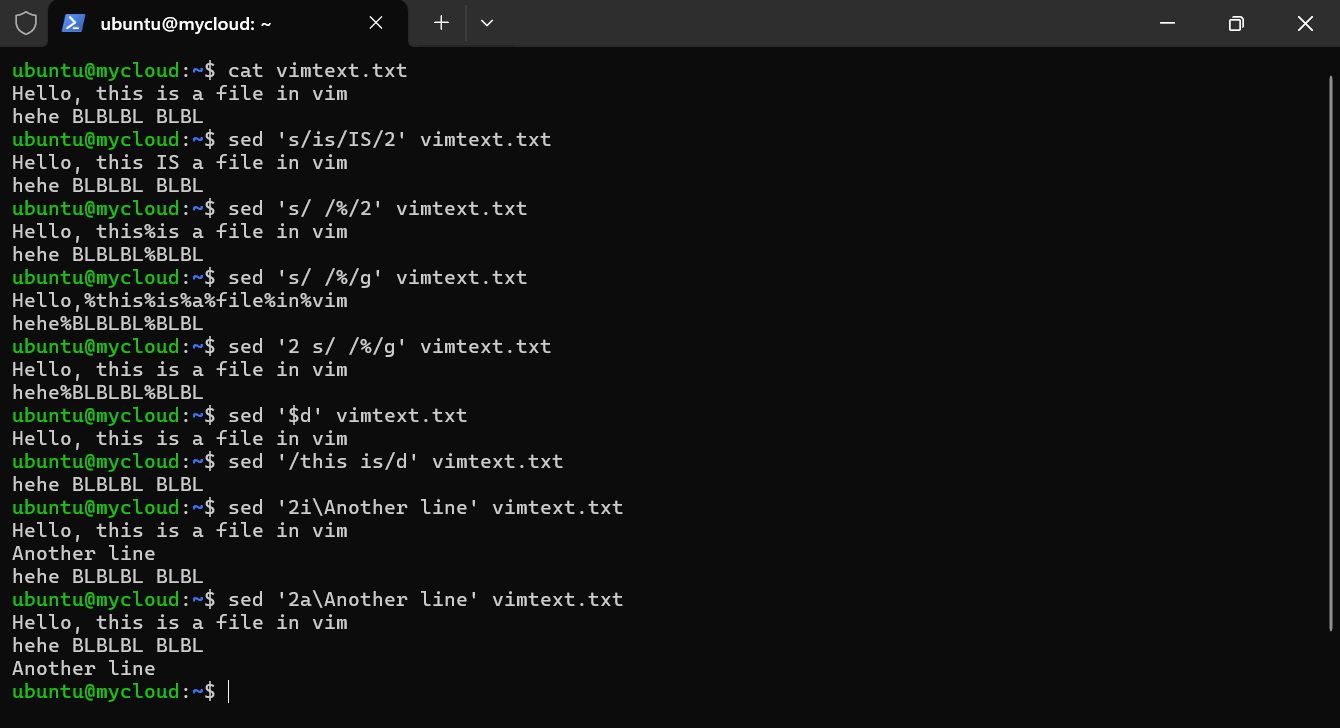 ubuntu@mycloud: ~
ubuntu@mycloud:~$ cat vimtext.txt
Hello, this is a file in vim
hehe BLBLBL BLBL
ubuntu@mycloud:~$ sed 's/is/IS/2' vimtext.txt
Hello, this IS a file in vim
hehe BLBLBL BLBL
ubuntu@mycloud:~$ sed 's/ /%/2' vimtext.txt
Hello, this%is a file in vim
hehe BLBLBL%BLBL
ubuntu@mycloud:~$ sed 's/ /%/g' vimtext.txt
Hello,%this%is%a%file%in%vim
hehe%BLBLBL%BLBL
ubuntu@mycloud:~$ sed '2 s/ /%/g' vimtext.txt
Hello, this is a file in vim
hehe%BLBLBL%BLBL
ubuntu@mycloud:~$ sed '$d' vimtext.txt
Hello, this is a file in vim
ubuntu@mycloud:~$ sed '/this is/d' vimtext.txt
hehe BLBLBL BLBL
ubuntu@mycloud:~$ sed '2i\Another line' vimtext.txt
Hello, this is a file in vim
Another line
hehe BLBLBL BLBL
ubuntu@mycloud:~$ sed '2a\Another line' vimtext.txt
Hello, this is a file in vim
hehe BLBLBL BLBL
Another line
ubuntu@mycloud:~$